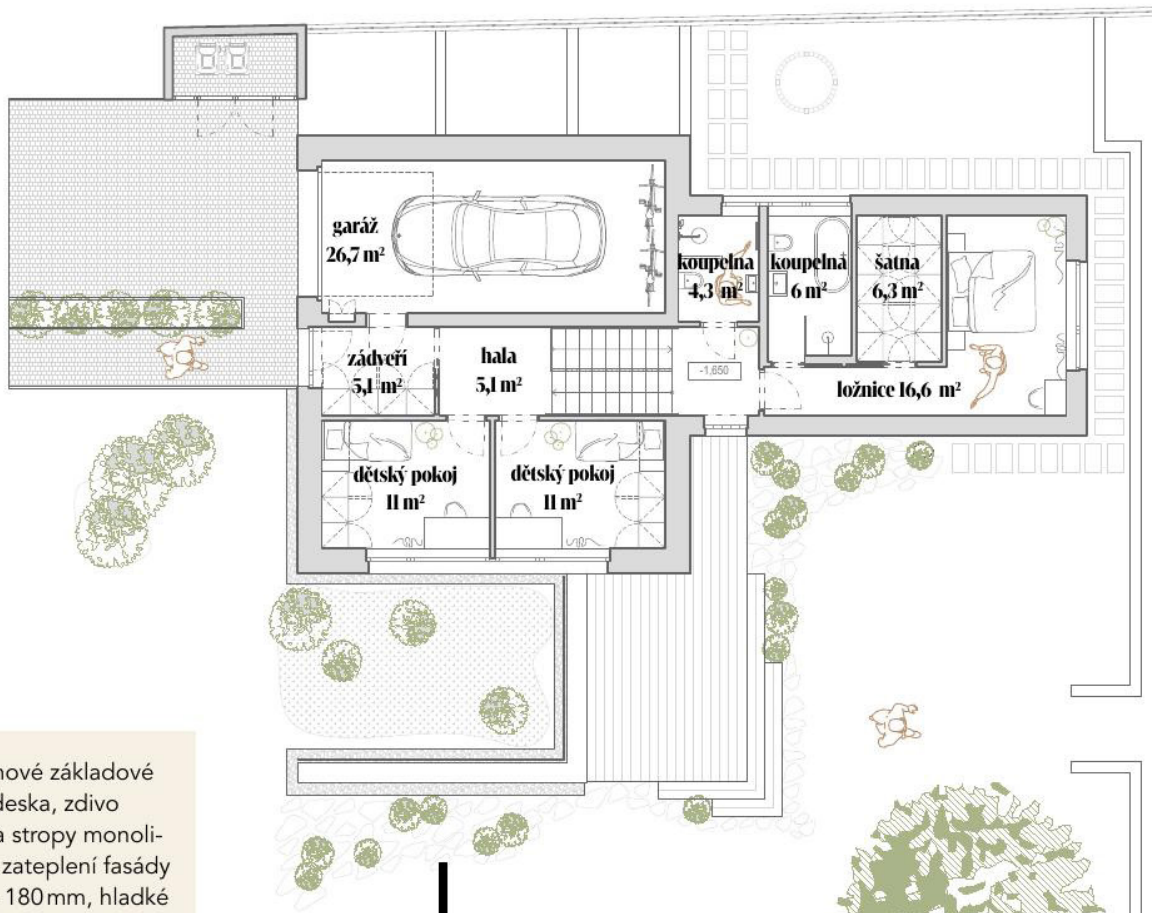 garáž
26,7 m²
koupelna
4,3 m²
koupelna
6 m²
šatna
6,3 m²
zádveří
5,1 m²
hala
5,1 m²
-1,650
ložnice 16,6 m²
dětský pokoj
11 m²
dětský pokoj
11 m²
nové základové
deska, zdivo
a stropy monoli-
zateplení fasády
180 mm, hladké